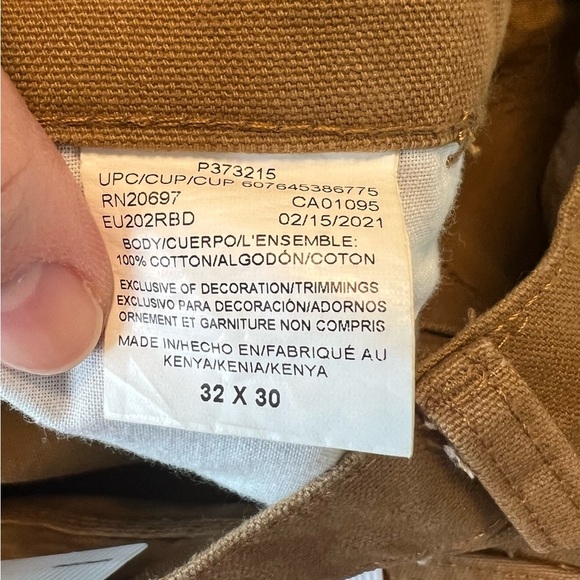 P373215
UPC/CUP/CUP 607645386775
RN20697 CA01095
EU202RBD 02/15/2021
BODY/CUERPO/L'ENSEMBLE:
100% COTTON/ALGODÓN/COTON
EXCLUSIVE OF DECORATION/TRIMMINGS
EXCLUSIVO PARA DECORACIÓN/ADORNOS
ORNEMENT ET GARNITURE NON COMPRIS
MADE IN/HECHO EN/FABRIQUÉ AU
KENYA/KENIA/KENYA
32 X 30